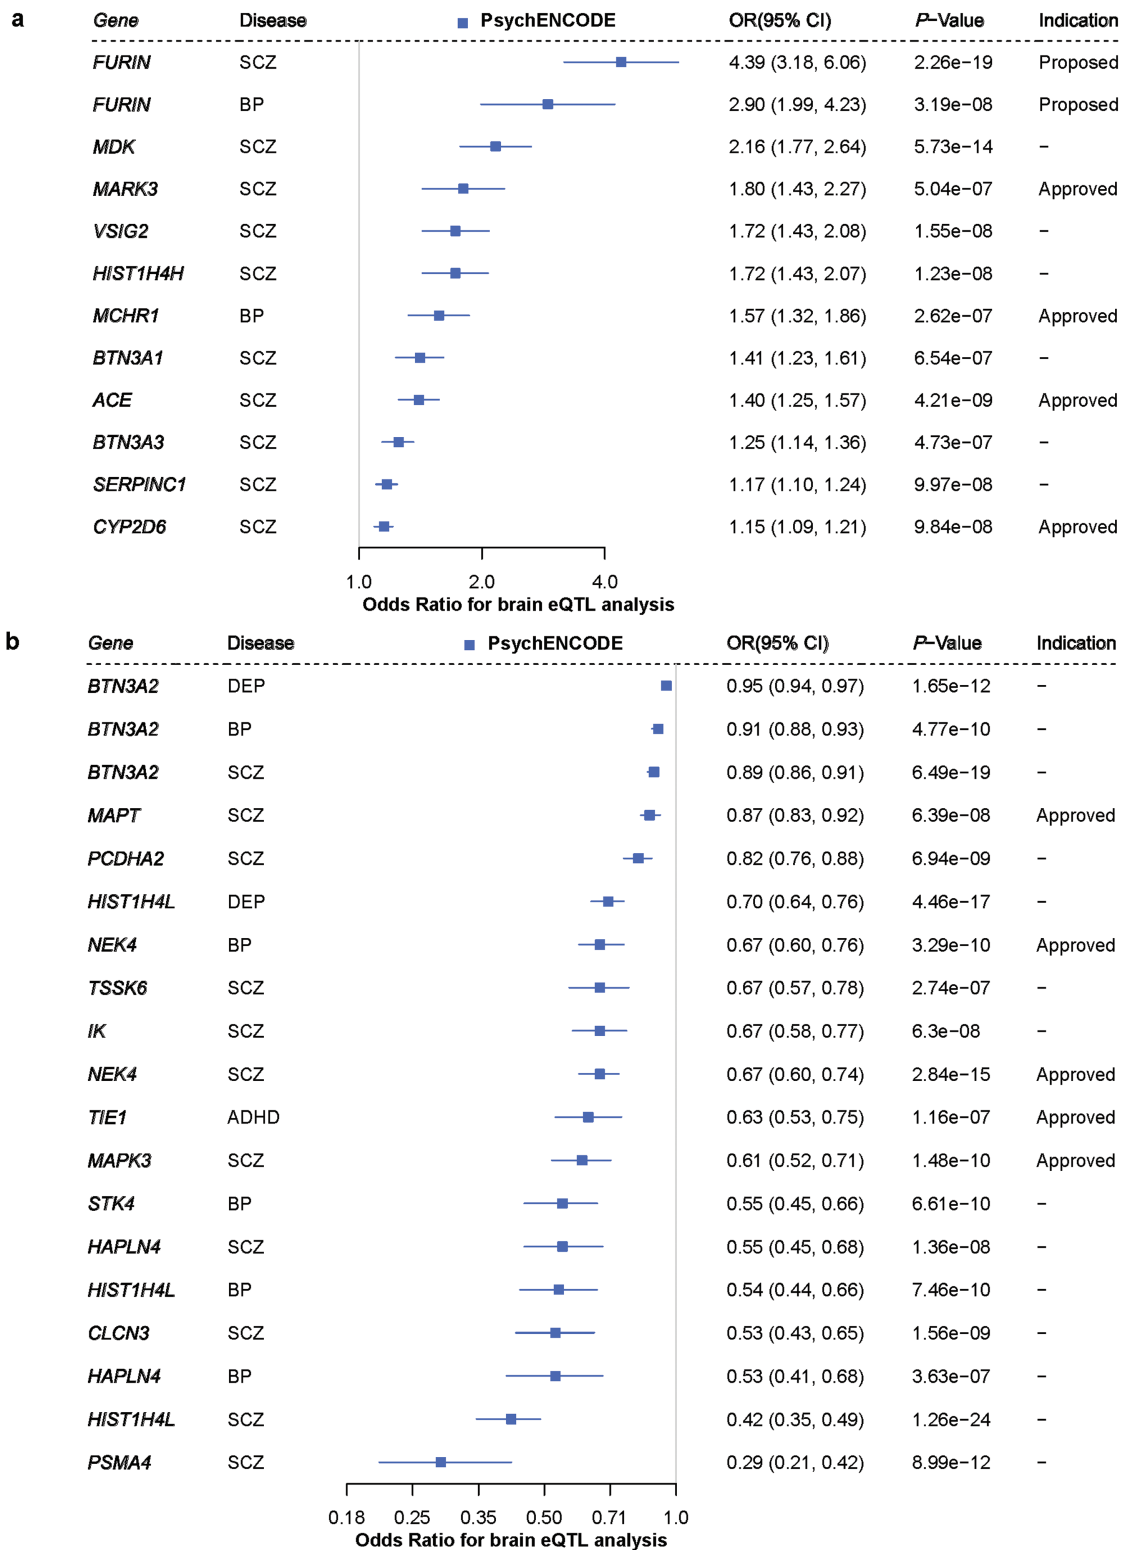 a
Gene Disease PsychENCODE OR(95% CI) P−Value Indication
FURIN SCZ 4.39 (3.18, 6.06) 2.26e−19 Proposed
FURIN BP 2.90 (1.99, 4.23) 3.19e−08 Proposed
MDK SCZ 2.16 (1.77, 2.64) 5.73e−14 −
MARK3 SCZ 1.80 (1.43, 2.27) 5.04e−07 Approved
VSIG2 SCZ 1.72 (1.43, 2.08) 1.55e−08 −
HIST1H4H SCZ 1.72 (1.43, 2.07) 1.23e−08 −
MCHR1 BP 1.57 (1.32, 1.86) 2.62e−07 Approved
BTN3A1 SCZ 1.41 (1.23, 1.61) 6.54e−07 −
ACE SCZ 1.40 (1.25, 1.57) 4.21e−09 Approved
BTN3A3 SCZ 1.25 (1.14, 1.36) 4.73e−07 −
SERPINC1 SCZ 1.17 (1.10, 1.24) 9.97e−08 −
CYP2D6 SCZ 1.15 (1.09, 1.21) 9.84e−08 Approved
1.0 2.0 4.0
Odds Ratio for brain eQTL analysis
b
Gene Disease PsychENCODE OR(95% CI) P−Value Indication
BTN3A2 DEP 0.95 (0.94, 0.97) 1.65e−12 −
BTN3A2 BP 0.91 (0.88, 0.93) 4.77e−10 −
BTN3A2 SCZ 0.89 (0.86, 0.91) 6.49e−19 −
MAPT SCZ 0.87 (0.83, 0.92) 6.39e−08 Approved
PCDHA2 SCZ 0.82 (0.76, 0.88) 6.94e−09 −
HIST1H4L DEP 0.70 (0.64, 0.76) 4.46e−17 −
NEK4 BP 0.67 (0.60, 0.76) 3.29e−10 Approved
TSSK6 SCZ 0.67 (0.57, 0.78) 2.74e−07 −
IK SCZ 0.67 (0.58, 0.77) 6.3e−08 −
NEK4 SCZ 0.67 (0.60, 0.74) 2.84e−15 Approved
TIE1 ADHD 0.63 (0.53, 0.75) 1.16e−07 Approved
MAPK3 SCZ 0.61 (0.52, 0.71) 1.48e−10 Approved
STK4 BP 0.55 (0.45, 0.66) 6.61e−10 −
HAPLN4 SCZ 0.55 (0.45, 0.68) 1.36e−08 −
HIST1H4L BP 0.54 (0.44, 0.66) 7.46e−10 −
CLCN3 SCZ 0.53 (0.43, 0.65) 1.56e−09 −
HAPLN4 BP 0.53 (0.41, 0.68) 3.63e−07 −
HIST1H4L SCZ 0.42 (0.35, 0.49) 1.26e−24 −
PSMA4 SCZ 0.29 (0.21, 0.42) 8.99e−12 −
0.18 0.25 0.35 0.50 0.71 1.0
Odds Ratio for brain eQTL analysis